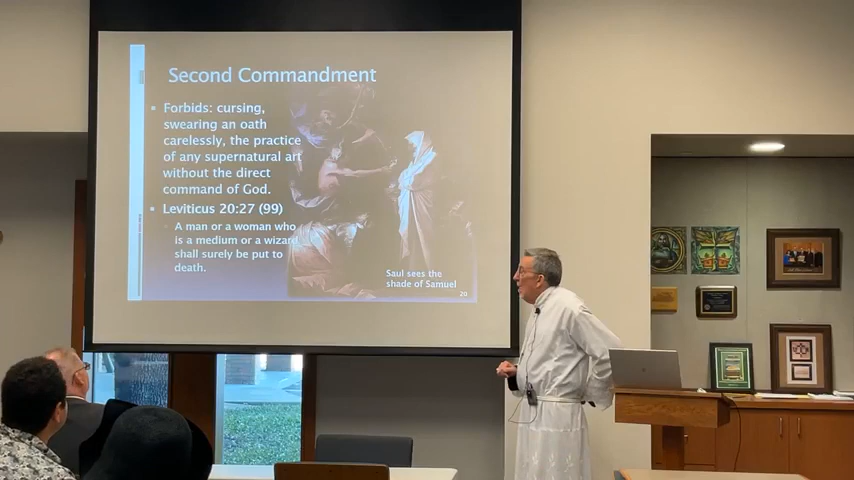 Second Commandment
• Forbids: cursing,
swearing an oath
carelessly, the practice
of any supernatural art
without the direct
command of God.
• Leviticus 20:27 (99)
A man or a woman who
is a medium or a wizard
shall surely be put to
death.
Saul sees the
shade of Samuel
20